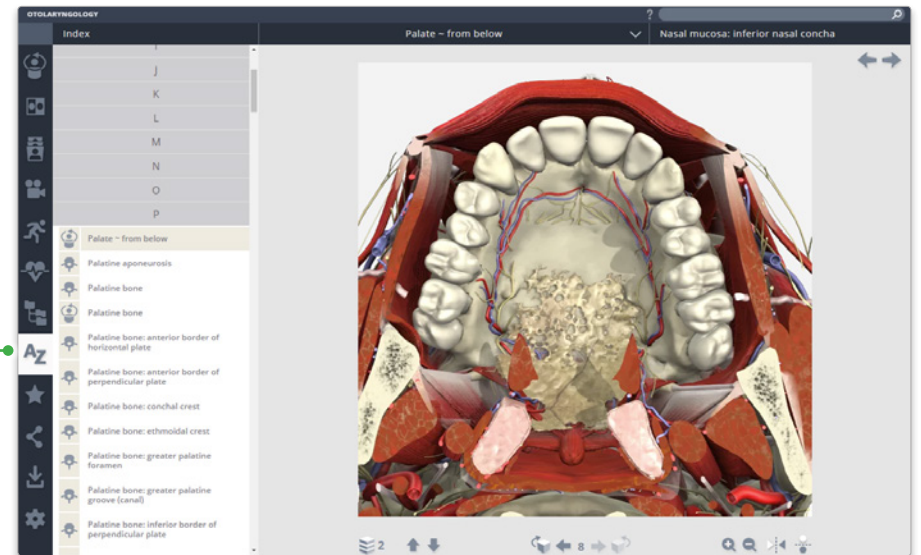 OTOLARYNGOLOGY
?
Index
Palate ~ from below
Nasal mucosa: inferior nasal concha
J
K
L
M
N
O
P
Palate ~ from below
Palatine aponeurosis
Palatine bone
Palatine bone
Palatine bone: anterior border of
horizontal plate
Palatine bone: anterior border of
perpendicular plate
Palatine bone: conchal crest
Palatine bone: ethmoidal crest
Palatine bone: greater palatine
foramen
Palatine bone: greater palatine
groove (canal)
Palatine bone: inferior border of
perpendicular plate
AZ
2
8